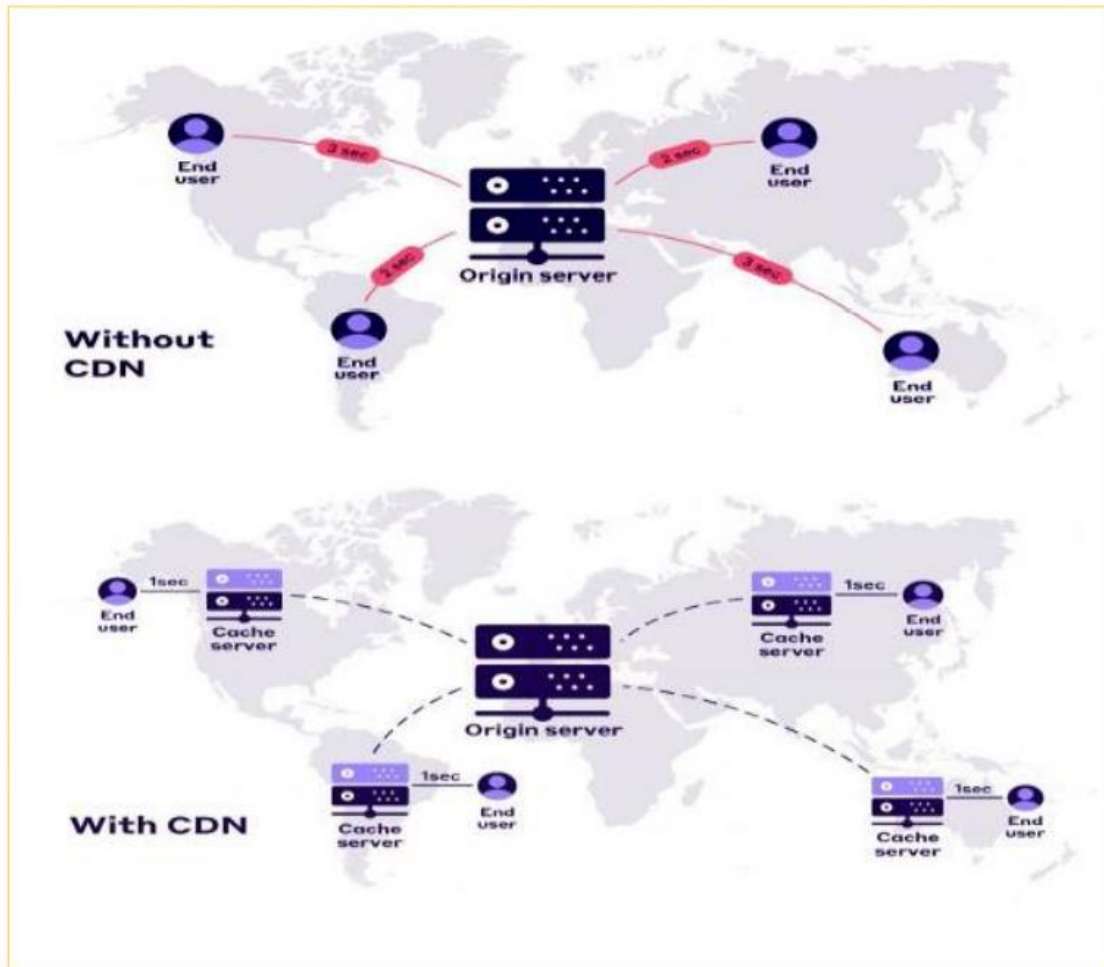 3 sec
2 sec
End
user
End
user
Origin server
2 sec
3 sec
Without
CDN
End
user
End
user
1sec
1sec
End
user
Cache
server
Cache
server
End
user
Origin server
1sec
1sec
With CDN
Cache
server
End
user
Cache
server
End
user